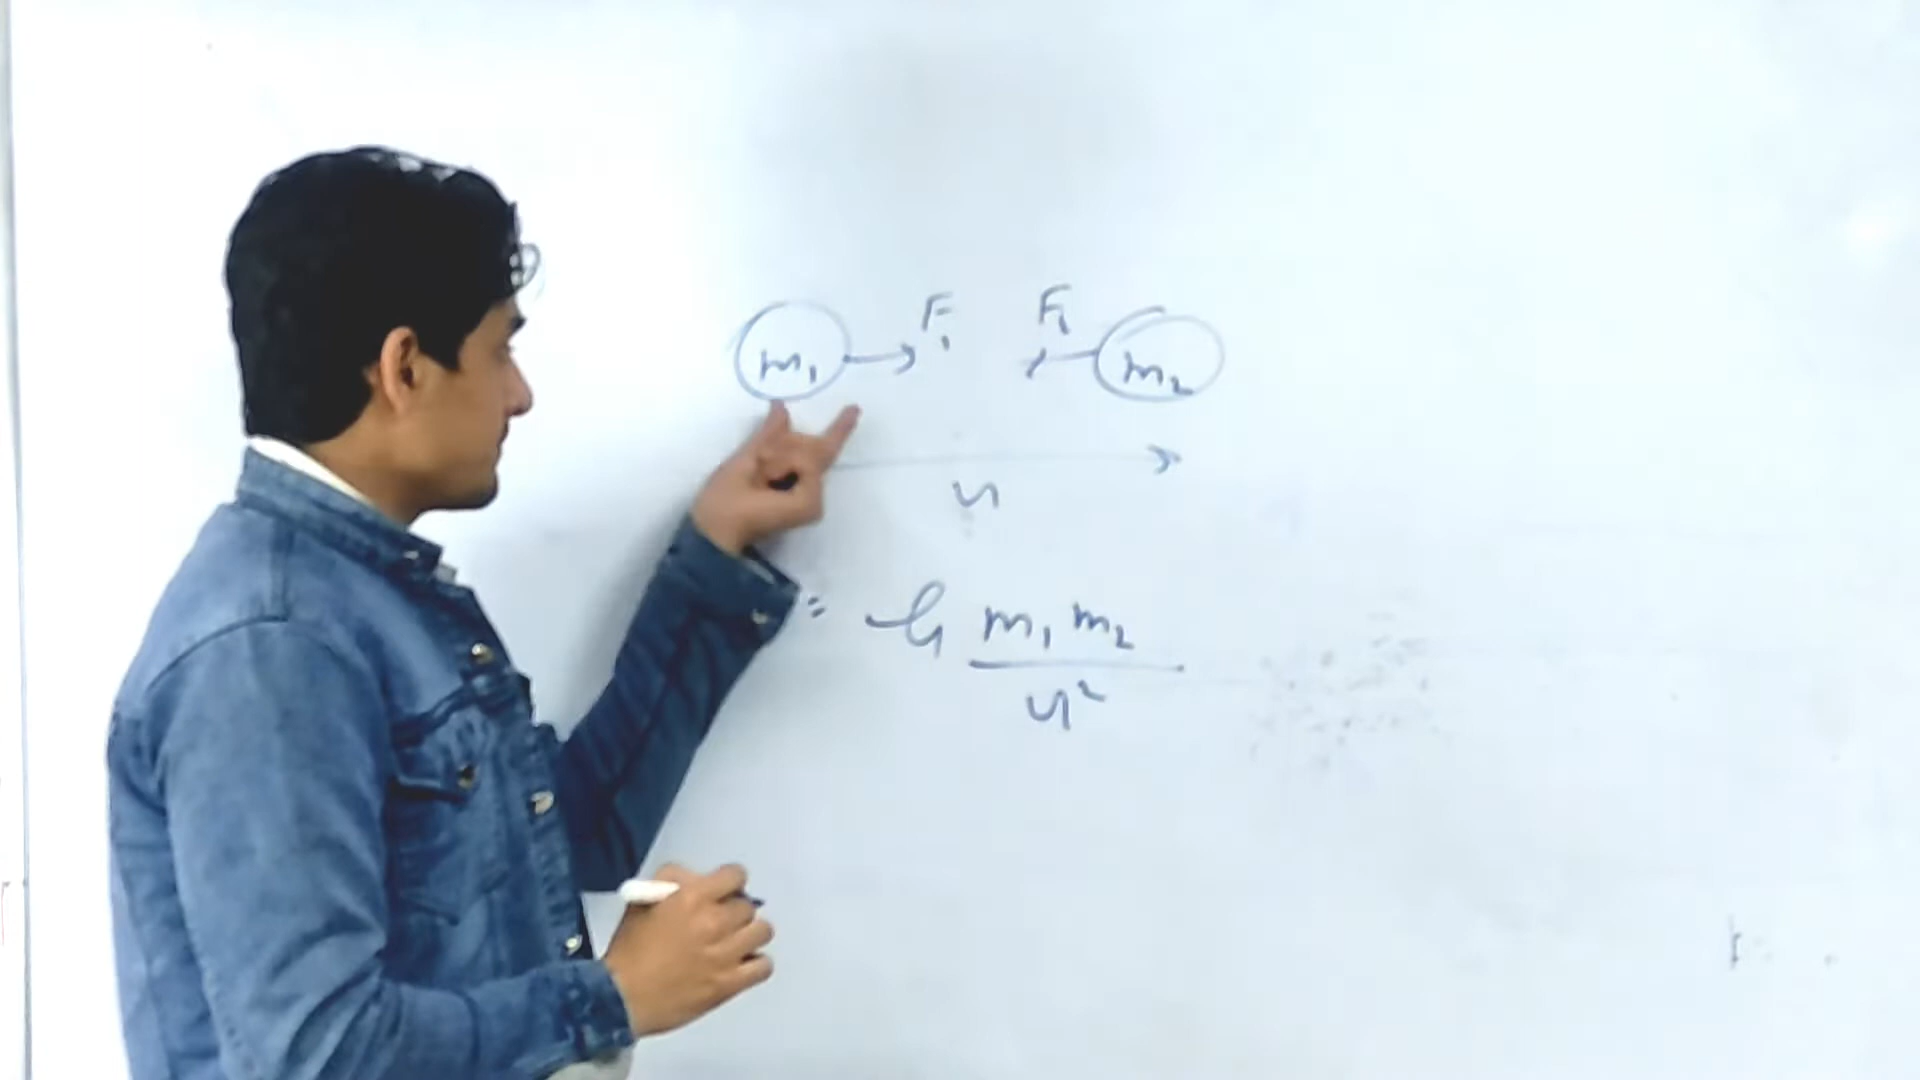 F₁ F₁
m₁ m₂
r
= G m₁ m₂
r²